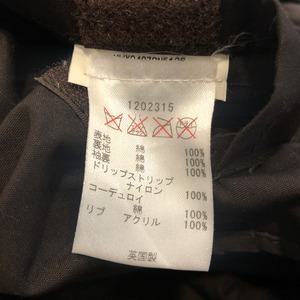 1202315
表地 綿 100%
裏地 綿 100%
袖裏 綿 100%
ドリップストリップ
ナイロン 100%
コーデュロイ
綿 100%
リブ アクリル 100%
英国製